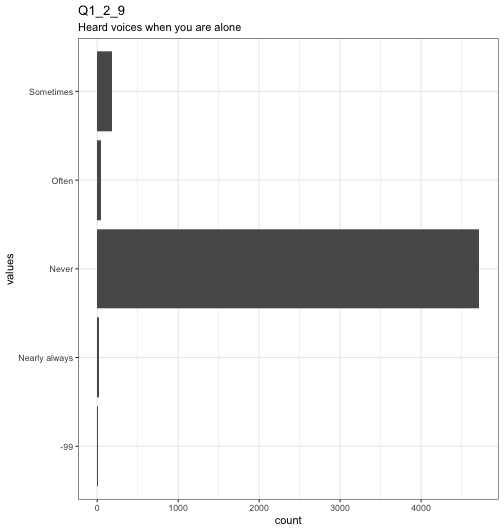 Q1_2_9
Heard voices when you are alone
Sometimes
Often
Never
Nearly always
-99
values
0 1000 2000 3000 4000
count